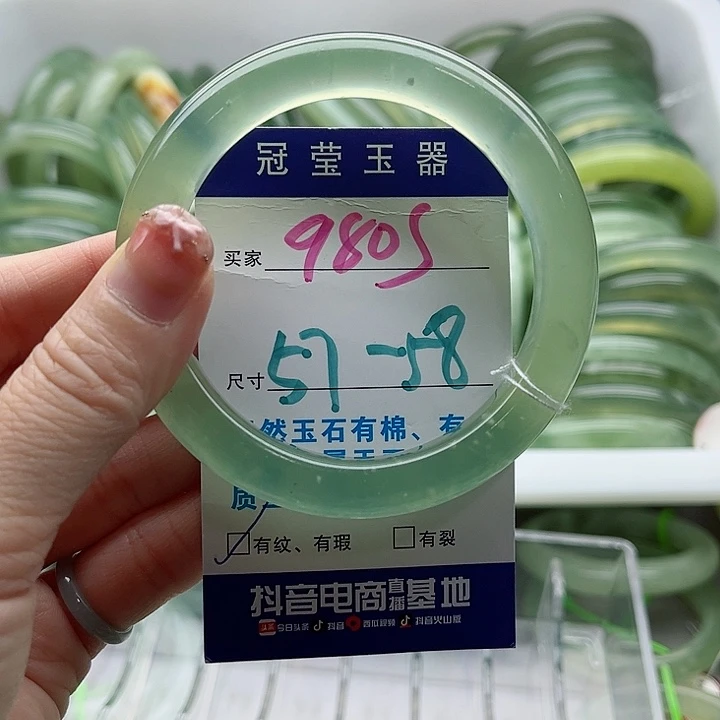 冠莹玉器
买家 980S
尺寸 57-58
然玉石有棉、有
质
☑有纹、有瑕 ☐有裂
抖音电商直播基地
今日头条 抖音 西瓜视频 抖音火山版